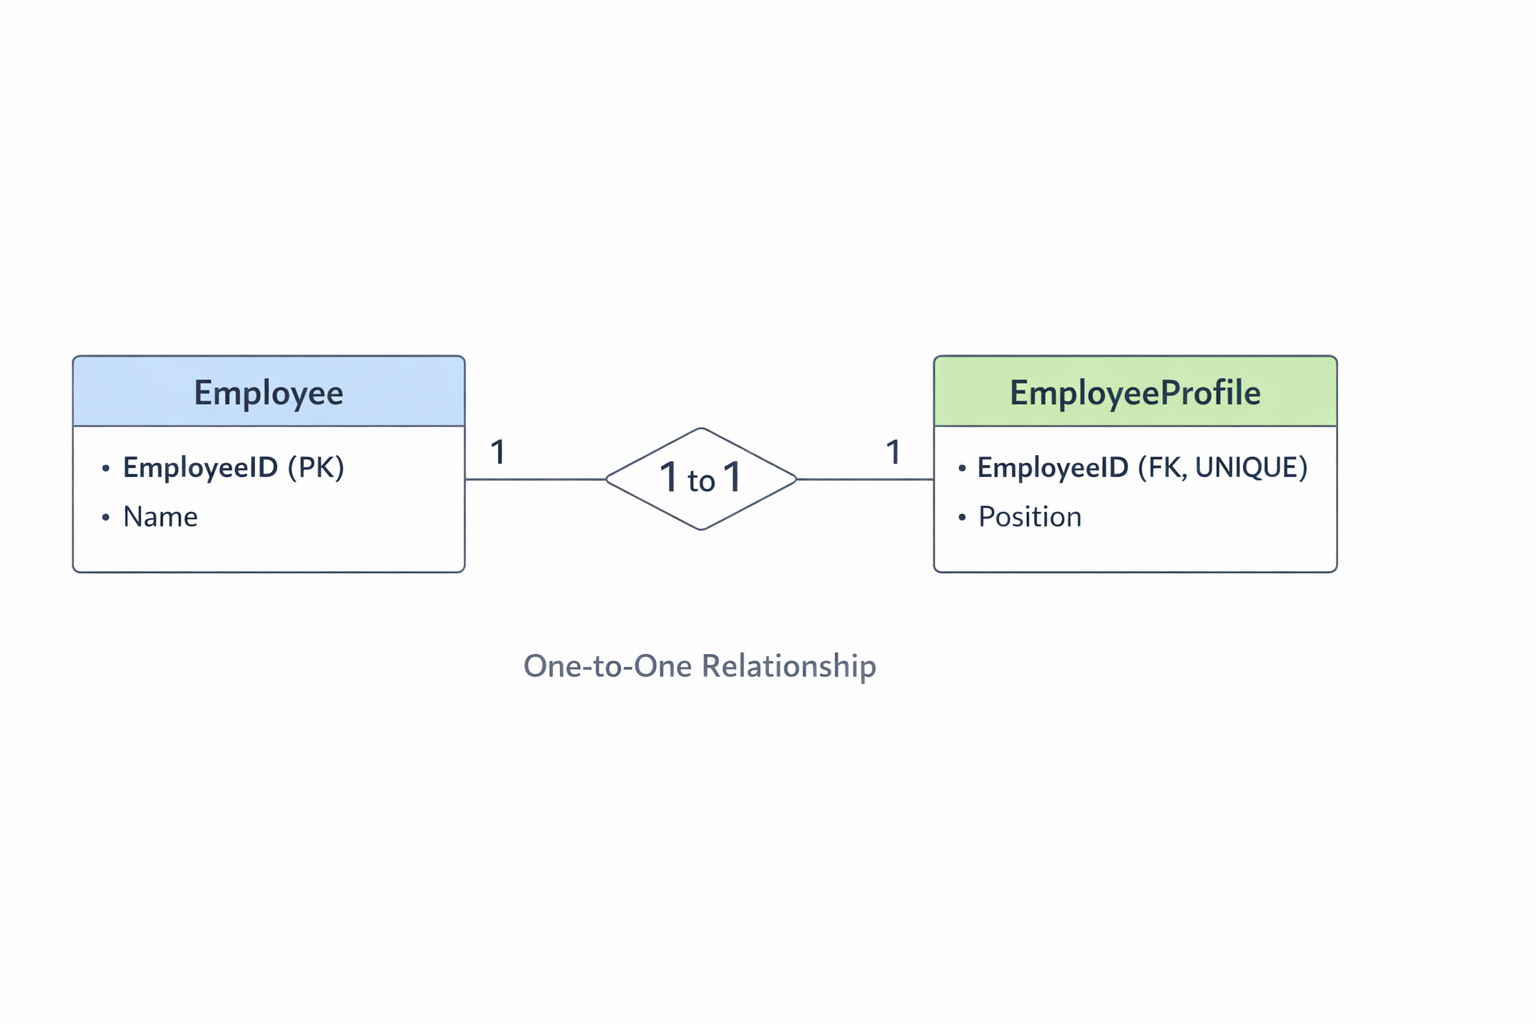 Employee
• EmployeeID (PK)
• Name
1
1 to 1
1
EmployeeProfile
• EmployeeID (FK, UNIQUE)
• Position
One-to-One Relationship